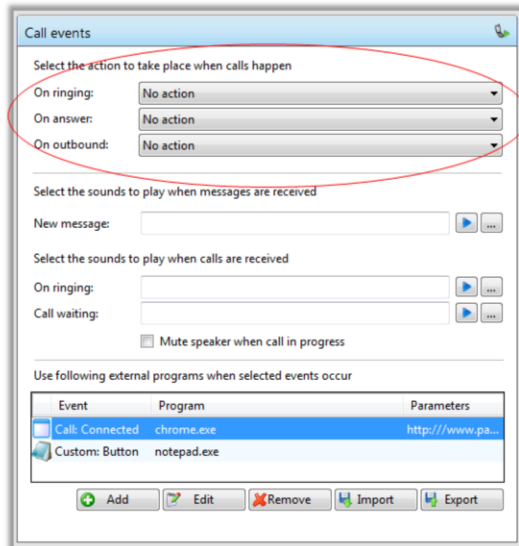 Call events
Select the action to take place when calls happen
On ringing: No action
On answer: No action
On outbound: No action
Select the sounds to play when messages are received
New message: ...
Select the sounds to play when calls are received
On ringing: ...
Call waiting: ...
Mute speaker when call in progress
Use following external programs when selected events occur
Event Program Parameters
Call: Connected chrome.exe http:///www.pa...
Custom: Button notepad.exe
Add Edit Remove Import Export